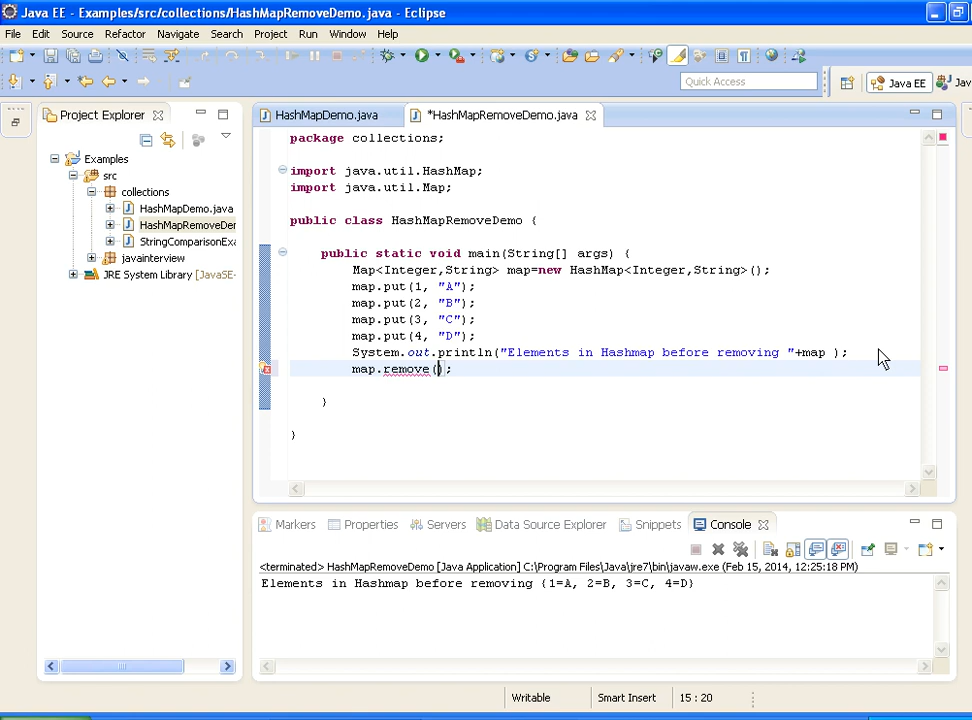 Java EE - Examples/src/collections/HashMapRemoveDemo.java - Eclipse
File Edit Source Refactor Navigate Search Project Run Window Help
Quick Access
Java EE
Jav
Project Explorer
Examples
src
collections
HashMapDemo.java
HashMapRemoveDer
StringComparisonExa
javainterview
JRE System Library [JavaSE-
HashMapDemo.java
*HashMapRemoveDemo.java
package collections;
import java.util.HashMap;
import java.util.Map;
public class HashMapRemoveDemo {
public static void main(String[] args) {
Map<Integer,String> map=new HashMap<Integer,String>();
map.put(1, "A");
map.put(2, "B");
map.put(3, "C");
map.put(4, "D");
System.out.println("Elements in Hashmap before removing "+map );
map.remove();
}
}
Markers Properties Servers Data Source Explorer Snippets Console
<terminated> HashMapRemoveDemo [Java Application] C:\Program Files\Java\jre7\bin\javaw.exe (Feb 15, 2014, 12:25:18 PM)
Elements in Hashmap before removing {1=A, 2=B, 3=C, 4=D}
Writable Smart Insert 15 : 20